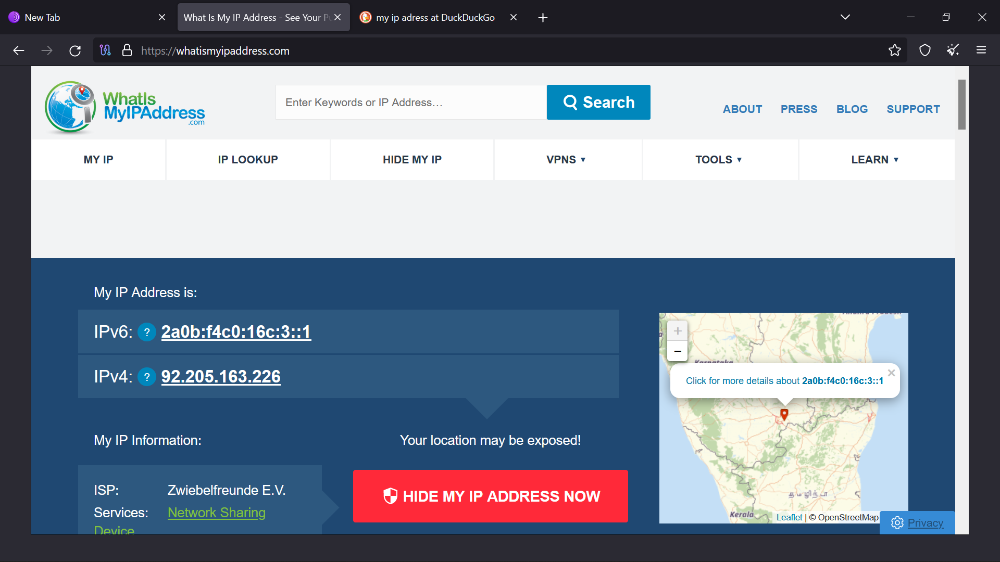 New Tab
What Is My IP Address - See Your Pu
my ip adress at DuckDuckGo
https://whatismyipaddress.com
WhatIs
MyIPAddress
.com
Enter Keywords or IP Address…
Search
ABOUT
PRESS
BLOG
SUPPORT
MY IP
IP LOOKUP
HIDE MY IP
VPNS ▼
TOOLS ▼
LEARN ▼
My IP Address is:
IPv6: ? 2a0b:f4c0:16c:3::1
IPv4: ? 92.205.163.226
My IP Information:
ISP: Zwiebelfreunde E.V.
Services: Network Sharing
Device
Your location may be exposed!
HIDE MY IP ADDRESS NOW
Andhra Pradesh
+
−
Karnataka
×
Click for more details about 2a0b:f4c0:16c:3::1
Kerala
Leaflet | © OpenStreetMap
Privacy